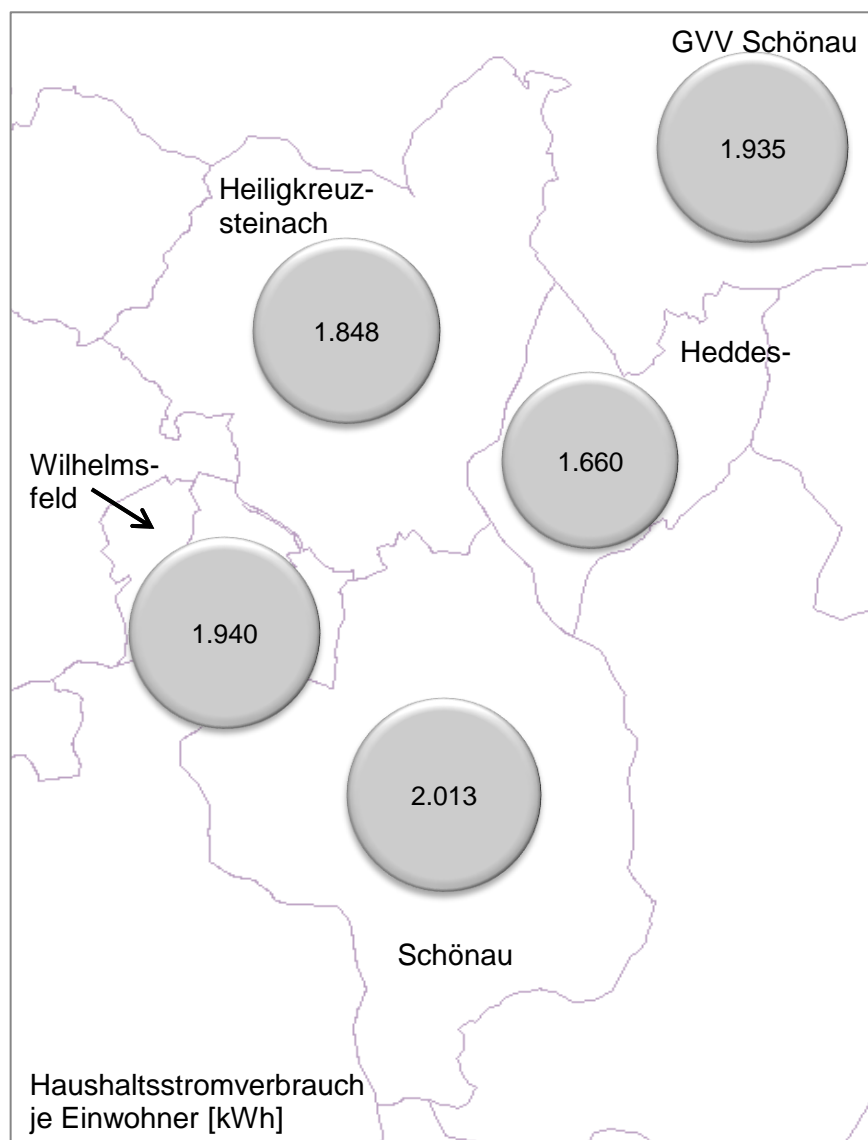 GVV Schönau
1.935
Heiligkreuz-
steinach
1.848
Heddes-
1.660
Wilhelms-
feld
1.940
2.013
Schönau
Haushaltsstromverbrauch
je Einwohner [kWh]